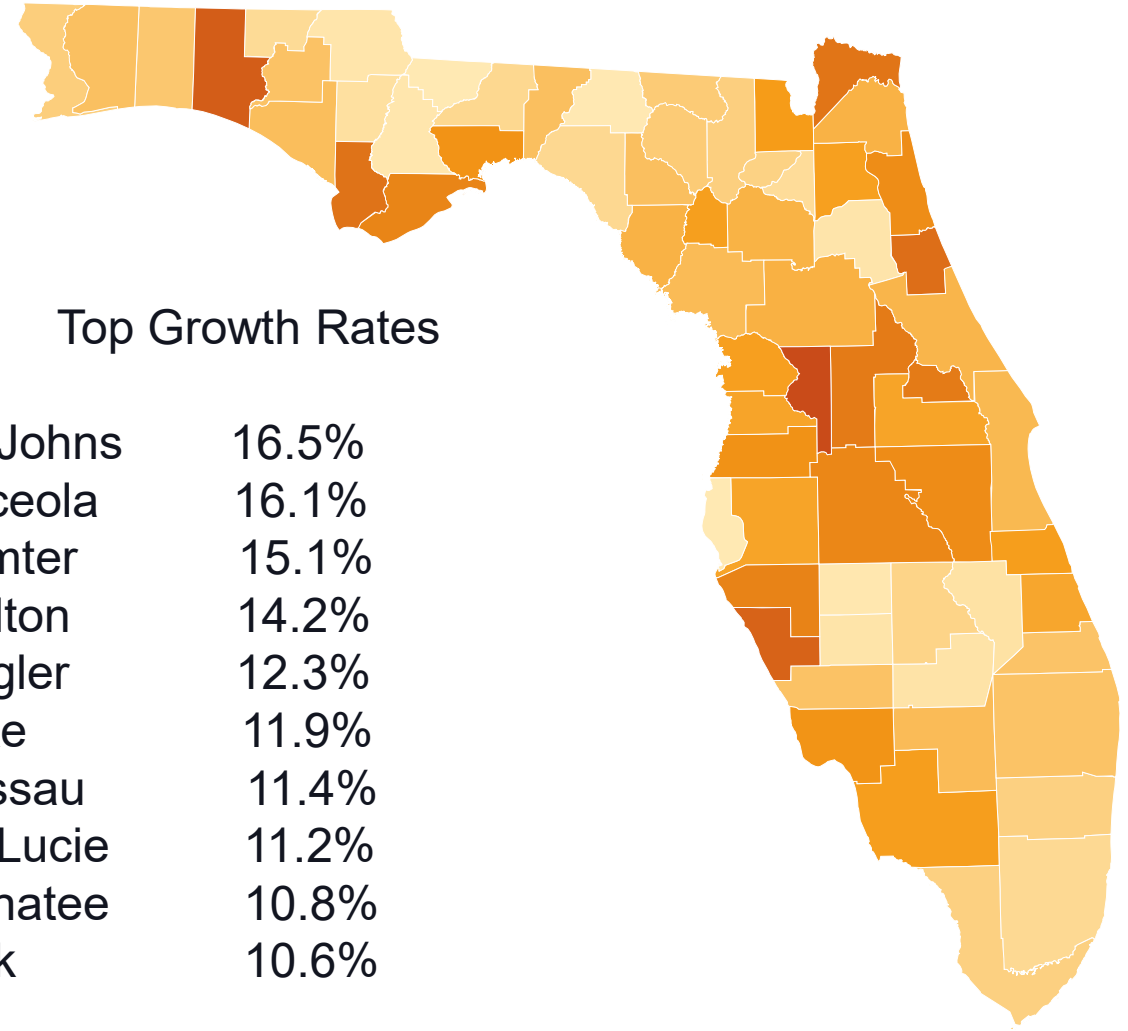 Top Growth Rates
Johns 16.5%
ceola 16.1%
mter 15.1%
lton 14.2%
gler 12.3%
e 11.9%
ssau 11.4%
Lucie 11.2%
natee 10.8%
k 10.6%